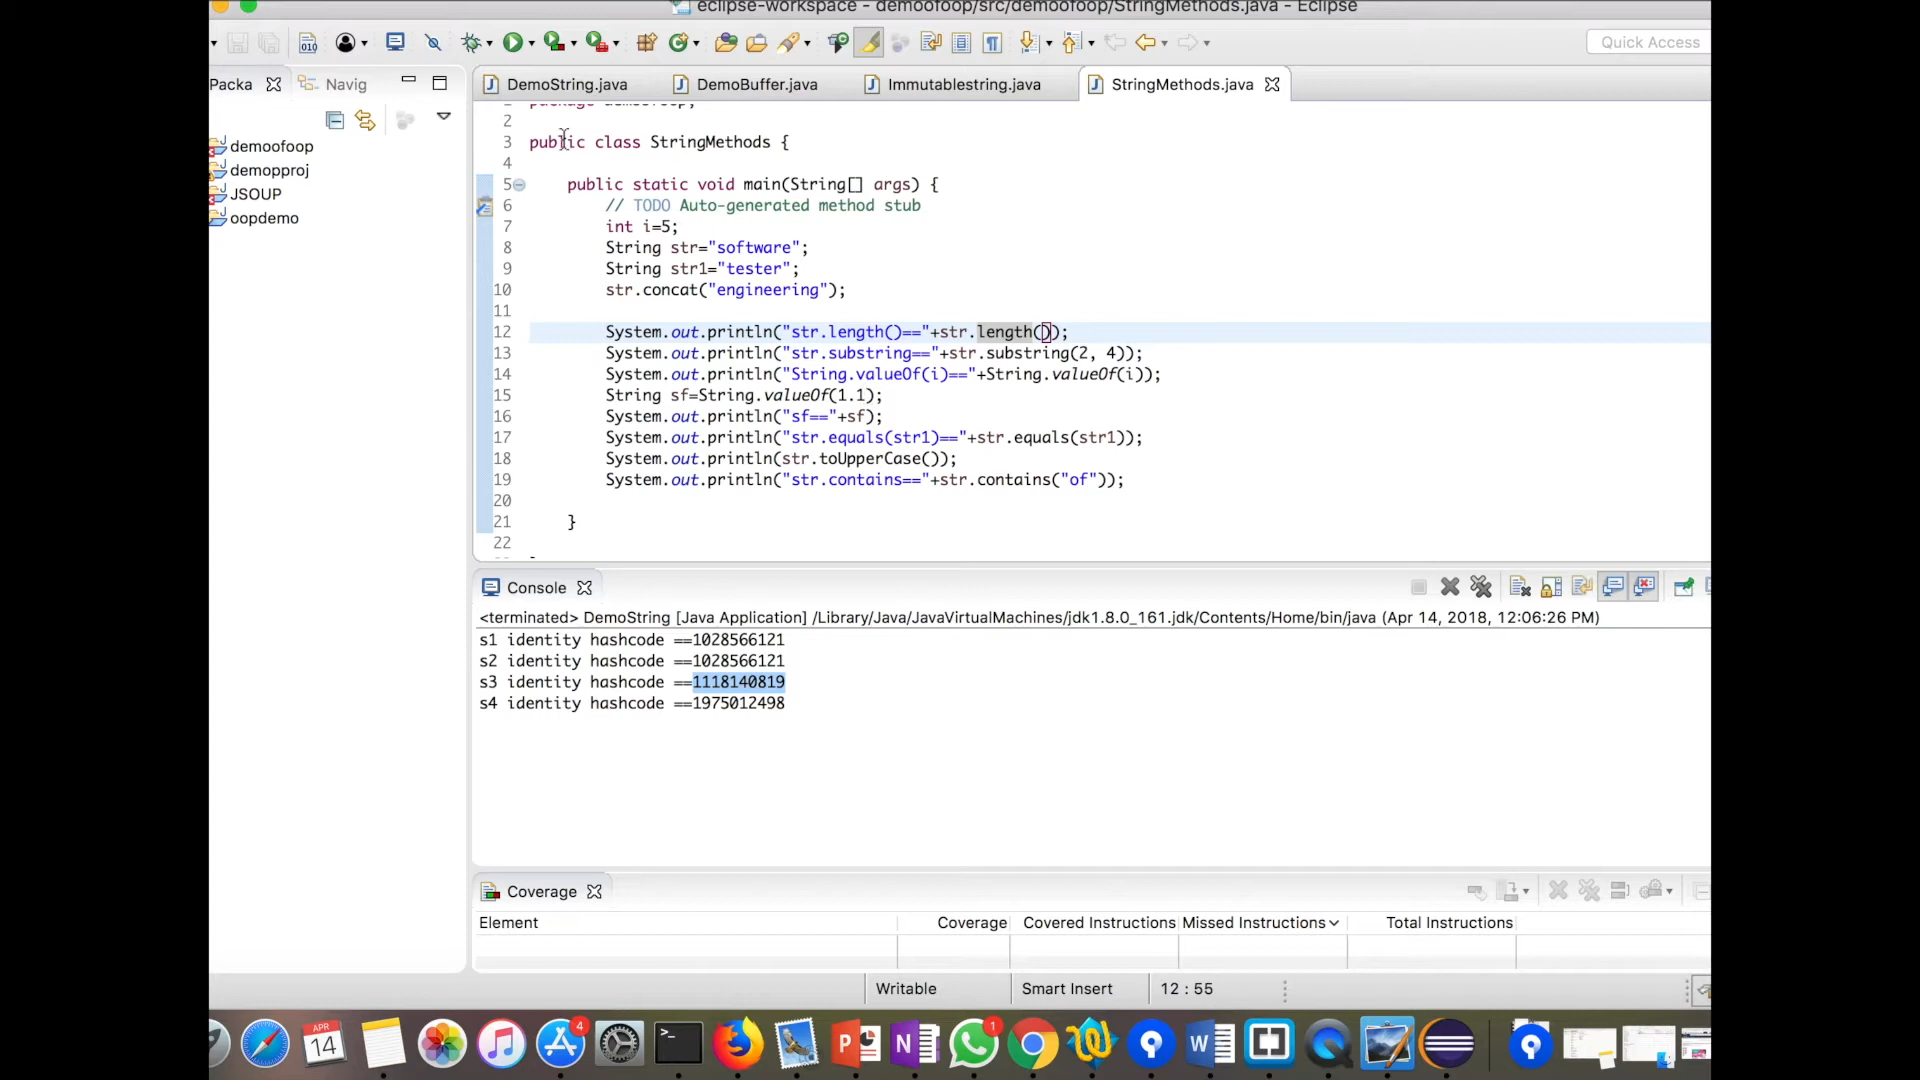 eclipse-workspace - demoofoop/src/demoofoop/StringMethods.java - Eclipse
Quick Access
Packa
Navig
DemoString.java
DemoBuffer.java
Immutablestring.java
StringMethods.java
demoofoop
demopproj
JSOUP
oopdemo
package demoofoop;
2
3 public class StringMethods {
4
5 public static void main(String[] args) {
6 // TODO Auto-generated method stub
7 int i=5;
8 String str="software";
9 String str1="tester";
10 str.concat("engineering");
11
12 System.out.println("str.length()=="+str.length());
13 System.out.println("str.substring=="+str.substring(2, 4));
14 System.out.println("String.valueOf(i)=="+String.valueOf(i));
15 String sf=String.valueOf(1.1);
16 System.out.println("sf=="+sf);
17 System.out.println("str.equals(str1)=="+str.equals(str1));
18 System.out.println(str.toUpperCase());
19 System.out.println("str.contains=="+str.contains("of"));
20
21 }
22
Console
<terminated> DemoString [Java Application] /Library/Java/JavaVirtualMachines/jdk1.8.0_161.jdk/Contents/Home/bin/java (Apr 14, 2018, 12:06:26 PM)
s1 identity hashcode ==1028566121
s2 identity hashcode ==1028566121
s3 identity hashcode ==1118140819
s4 identity hashcode ==1975012498
Coverage
Element Coverage Covered Instructions Missed Instructions Total Instructions
Writable Smart Insert 12 : 55
APR
14
4
1